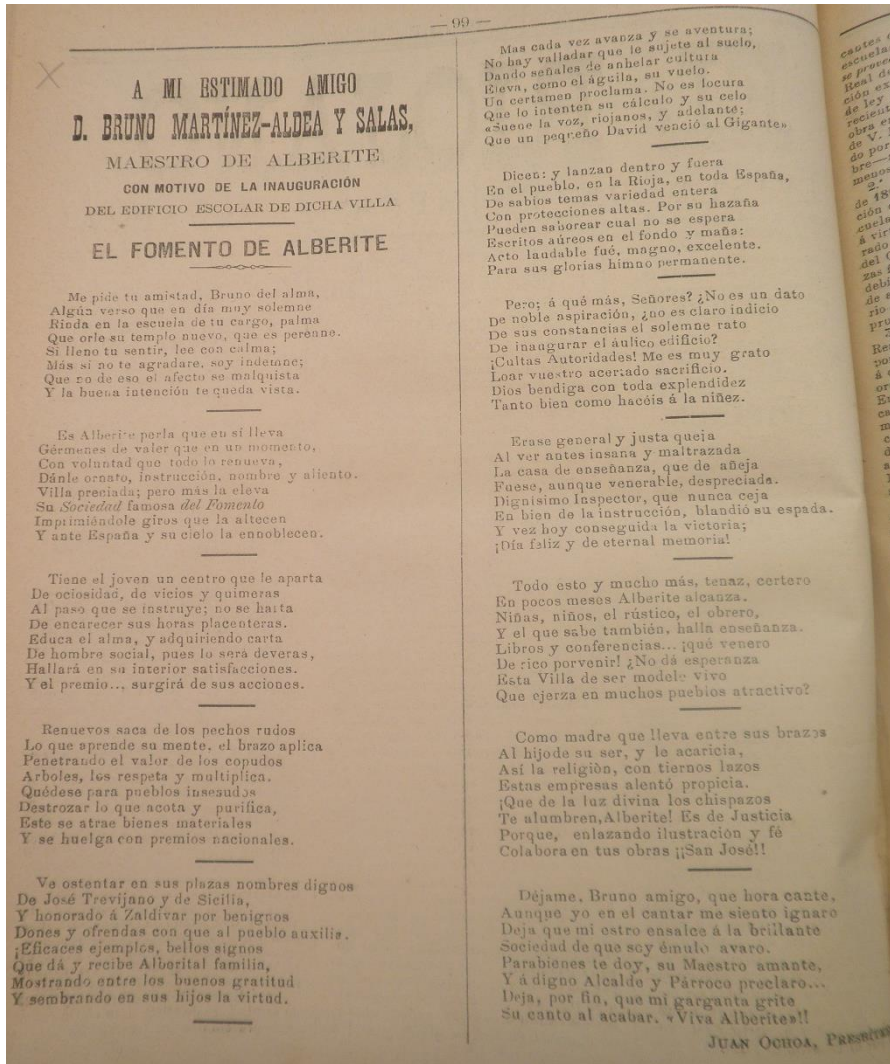 — 99 —
A MI ESTIMADO AMIGO
D. BRUNO MARTÍNEZ-ALDEA Y SALAS,
MAESTRO DE ALBERITE
CON MOTIVO DE LA INAUGURACIÓN
DEL EDIFICIO ESCOLAR DE DICHA VILLA
EL FOMENTO DE ALBERITE
Me pide tu amistad, Bruno del alma,
Algún verso que en día muy solemne
Rinda en la escuela de tu cargo, palma
Que orle su templo nuevo, que es perenne.
Si lleno tu sentir, lee con calma;
Más si no te agradare, soy indemne;
Que no de eso el afecto se malquista
Y la buena intención te queda vista.
Es Alberite perla que en sí lleva
Gérmenes de valer que en un momento,
Con voluntad que todo lo renueva,
Dánle ornato, instrucción, nombre y aliento.
Villa preciada; pero más la eleva
Su Sociedad famosa del Fomento
Imprimiéndole giros que la altecen
Y ante España y su cielo la ennoblecen.
Tiene el joven un centro que le aparta
De ociosidad, de vicios y quimeras
Al paso que se instruye; no se harta
De encarecer sus horas placenteras.
Educa el alma, y adquiriendo carta
De hombre social, pues lo será deveras,
Hallará en su interior satisfacciones.
Y el premio... surgirá de sus acciones.
Renuevos saca de los pechos rudos
Lo que aprende su mente, el brazo aplica
Penetrando el valor de los copudos
Arboles, los respeta y multiplica.
Quédese para pueblos insesudos
Destrozar lo que acota y purifica,
Este se atrae bienes materiales
Y se huelga con premios nacionales.
Ve ostentar en sus plazas nombres dignos
De José Trevijano y de Sicilia,
Y honorado á Zaldívar por benignos
Dones y ofrendas con que al pueblo auxilia.
¡Eficaces ejemplos, bellos signos
Que dá y recibe Alborital familia,
Mostrando entre los buenos gratitud
Y sembrando en sus hijos la virtud.
Mas cada vez avanza y se aventura;
No hay valladar que le sujete al suelo,
Dando señales de anhelar cultura
Eleva, como el águila, su vuelo.
Un certamen proclama. No es locura
Que lo intenten su cálculo y su celo
«Suene la voz, riojanos, y adelante;
Que un pequeño David venció al Gigante»
Dicen: y lanzan dentro y fuera
En el pueblo, en la Rioja, en toda España,
De sabios temas variedad entera
Con protecciones altas. Por su hazaña
Pueden saborear cual no se espera
Escritos aúreos en el fondo y maña:
Acto laudable fué, magno, excelente.
Para sus glorias himno permanente.
Pero; á qué más, Señores? ¿No es un dato
De noble aspiración, ¿no es claro indicio
De sus constancias el solemne rato
De inaugurar el áulico edificio?
¡Cultas Autoridades! Me es muy grato
Loar vuestro acertado sacrificio.
Dios bendiga con toda explendidez
Tanto bien como hacéis á la niñez.
Erase general y justa queja
Al ver antes insana y maltrazada
La casa de enseñanza, que de añeja
Fuese, aunque venerable, despreciada.
Dignísimo Inspector, que nunca ceja
En bien de la instrucción, blandió su espada.
Y vez hoy conseguida la victoria;
¡Día feliz y de eternal memoria!
Todo esto y mucho más, tenaz, certero
En pocos meses Alberite alcanza.
Niñas, niños, el rústico, el obrero,
Y el que sabe también, halla enseñanza.
Libros y conferencias... ¡qué venero
De rico porvenir! ¿No dá esperanza
Esta Villa de ser modelo vivo
Que ejerza en muchos pueblos atractivo?
Como madre que lleva entre sus brazos
Al hijo de su ser, y le acaricia,
Así la religiòn, con tiernos lazos
Estas empresas alentó propicia.
¡Que de la luz divina los chispazos
Te alumbren, Alberite! Es de Justicia
Porque, enlazando ilustración y fé
Colabora en tus obras ¡¡San José!!
Déjame, Bruno amigo, que hora cante,
Aunque yo en el cantar me siento ignaro
Deja que mi estro ensalce á la brillante
Sociedad de que soy émulo avaro.
Parabienes te doy, su Maestro amante,
Y á digno Alcalde y Párroco preclaro...
Deja, por fin, que mi garganta grite
Su canto al acabar. «Viva Alberite»!!
JUAN OCHOA, PRESBÍTERO